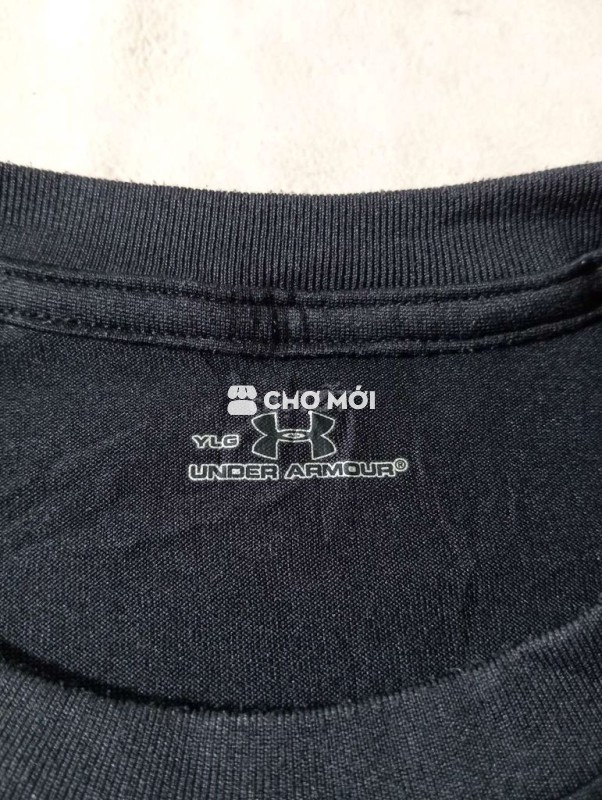 CHỢ MỚI
YLG
UNDER ARMOUR®